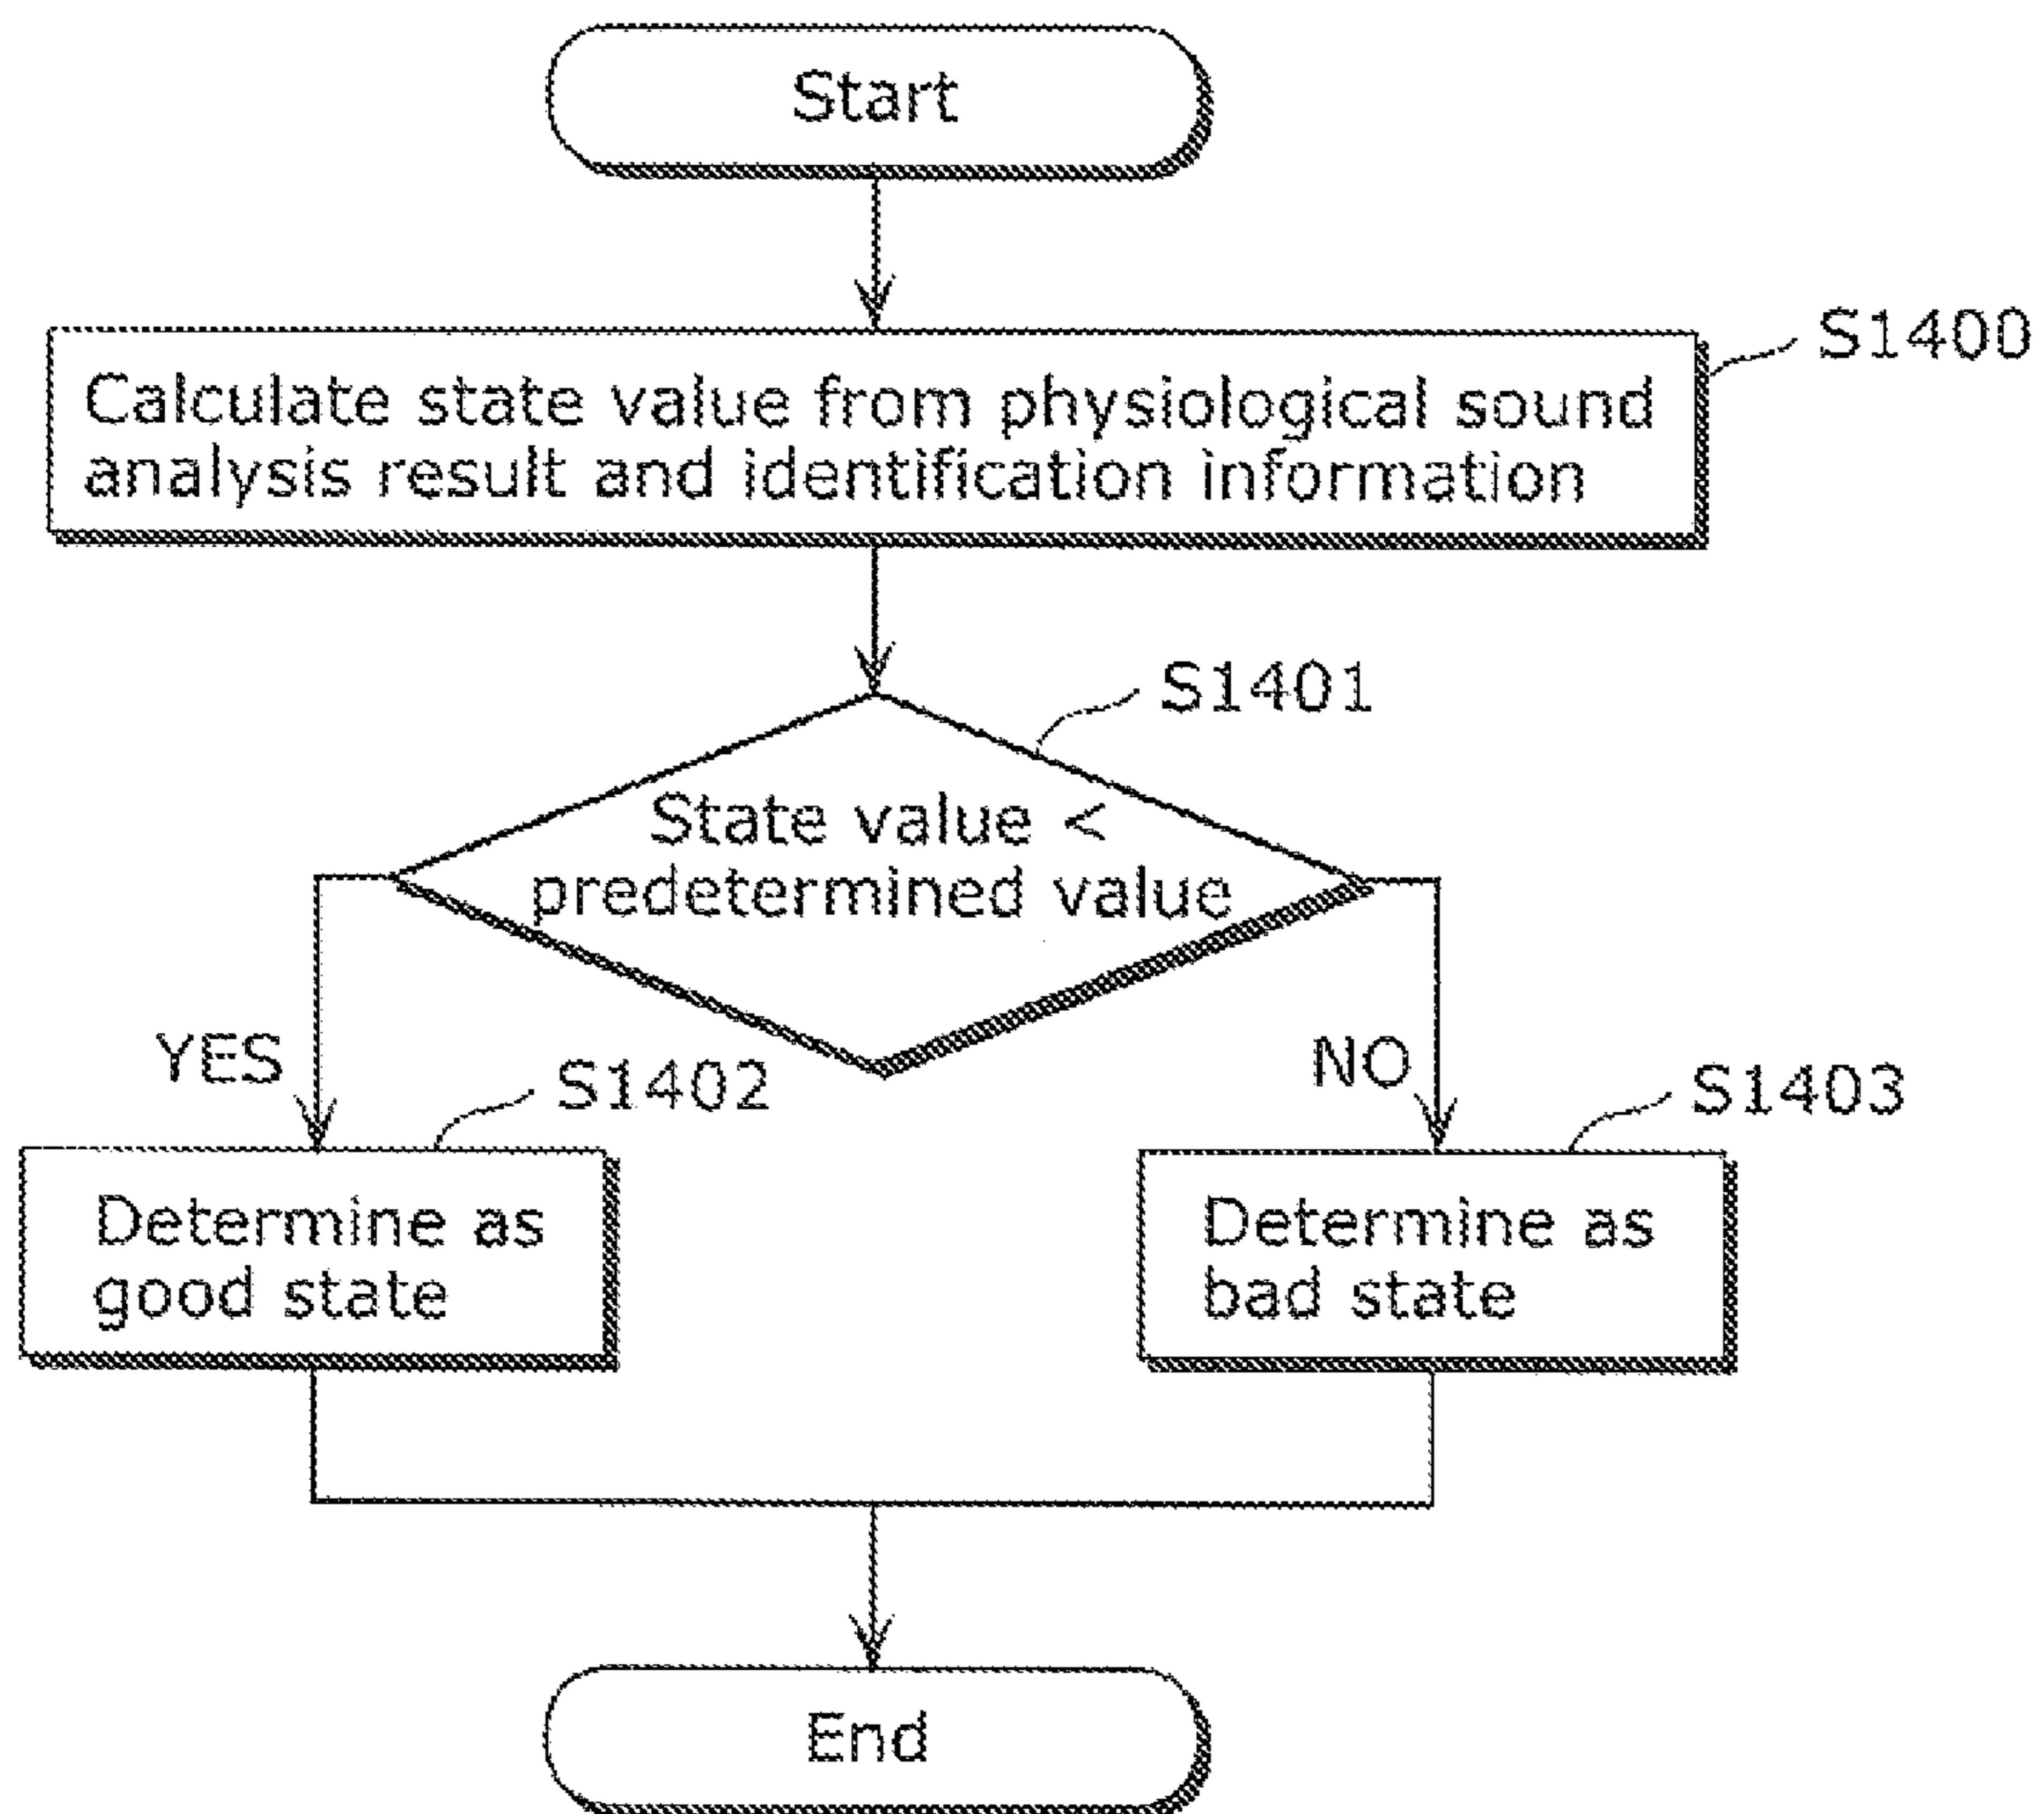 Start
S1400
Calculate state value from physiological sound
analysis result and identification information
S1401
State value <
predetermined value
YES
NO
S1402
S1403
Determine as
good state
Determine as
bad state
End